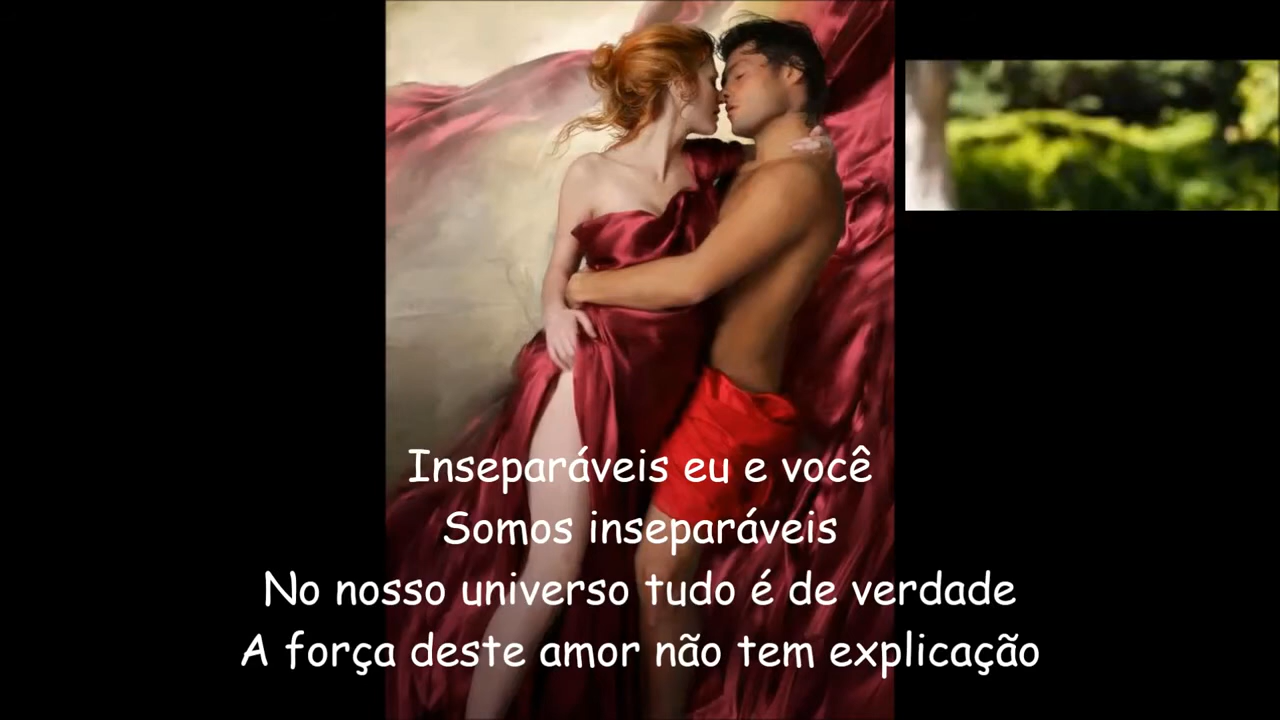 Inseparáveis eu e você
Somos inseparáveis
No nosso universo tudo é de verdade
A força deste amor não tem explicação